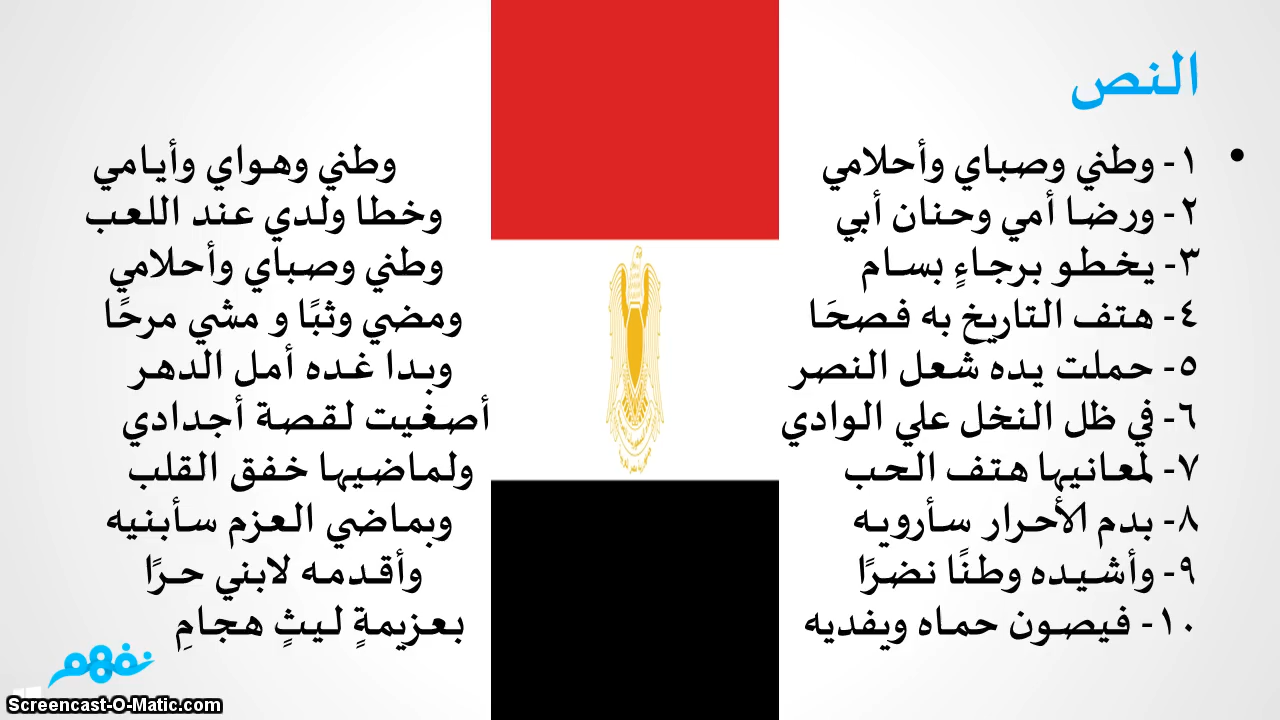 النص
• ١- وطني وصباي وأحلامي وطني وهواي وأيامي
٢- ورضا أمي وحنان أبي وخطا ولدي عند اللعب
٣- يخطو برجاءٍ بسام وطني وصباي وأحلامي
٤- هتف التاريخ به فصحَا ومضي وثبًا و مشي مرحًا
٥- حملت يده شعل النصر وبدا غده أمل الدهر
٦- في ظل النخل علي الوادي أصغيت لقصة أجدادي
٧- لمعانيها هتف الحب ولماضيها خفق القلب
٨- بدم الأحرار سأرويه وبماضي العزم سأبنيه
٩- وأشيده وطنًا نضرًا وأقدمه لابني حرًا
١٠- فيصون حماه ويفديه بعزيمةٍ ليثٍ هجامِ
نفهم
Screencast-O-Matic.com